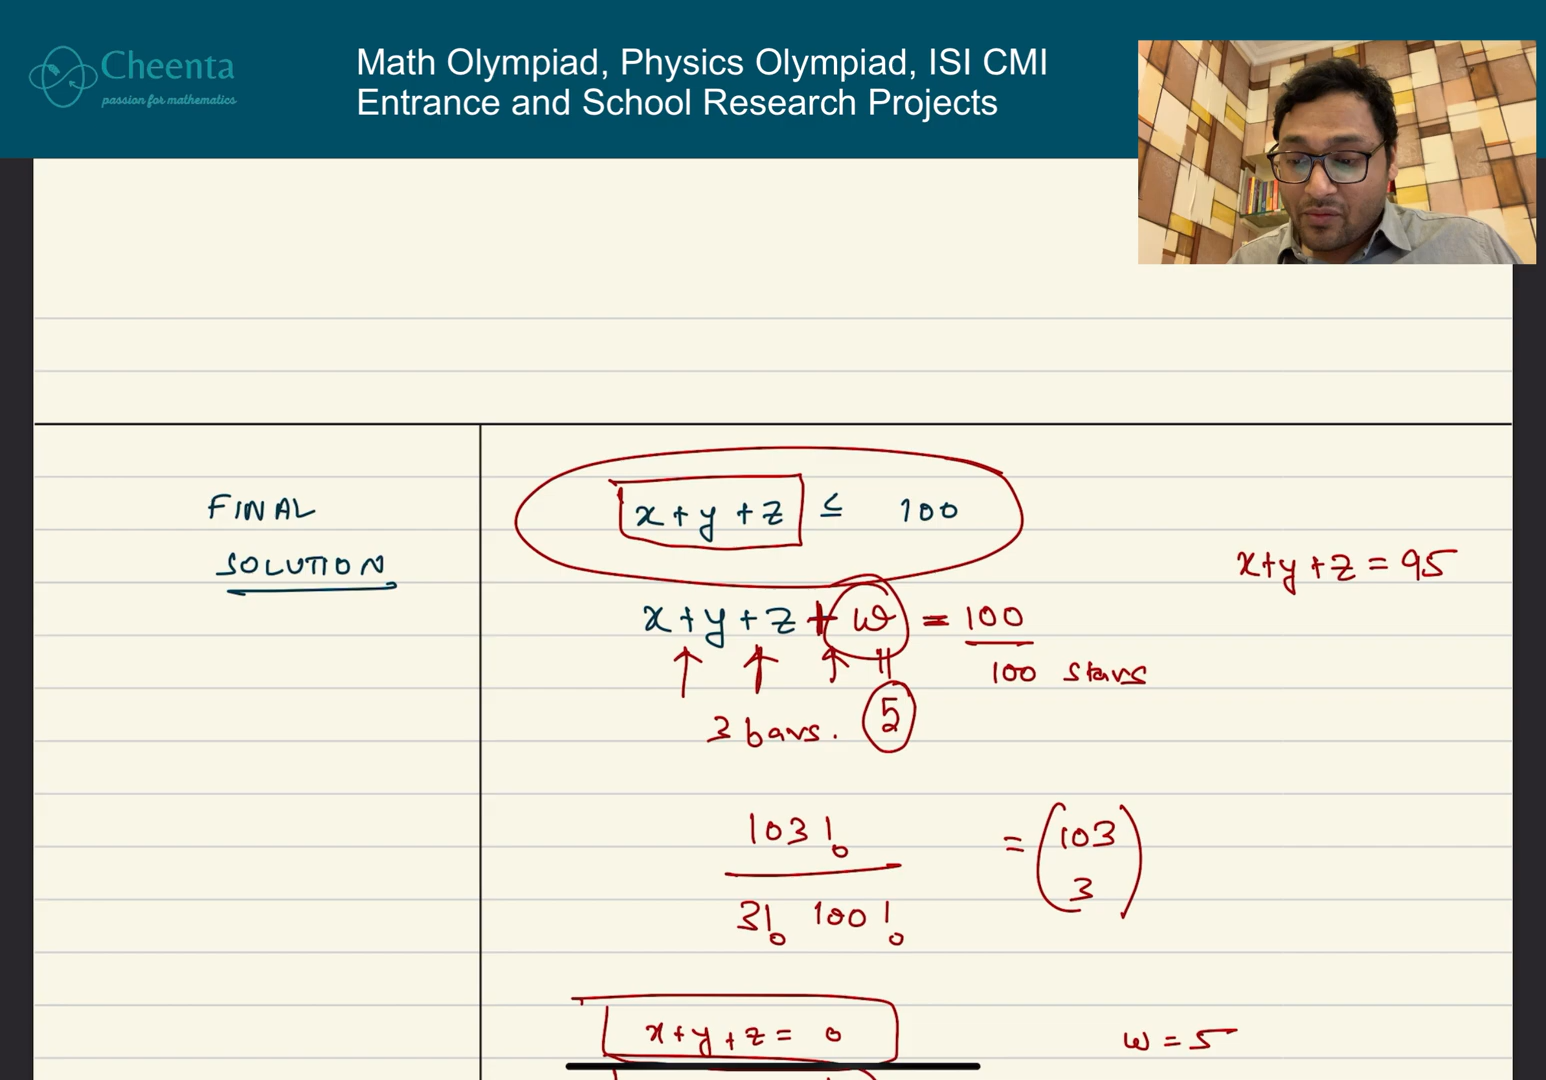 Cheenta
passion for mathematics
Math Olympiad, Physics Olympiad, ISI CMI
Entrance and School Research Projects
FINAL
SOLUTION
x+y+z ≤ 100
x+y+z=95
x+y+z+w = 100
100 stars
3 bars. 5
103!
3! 100!
= (103
3)
x+y+z = 0
w = 5